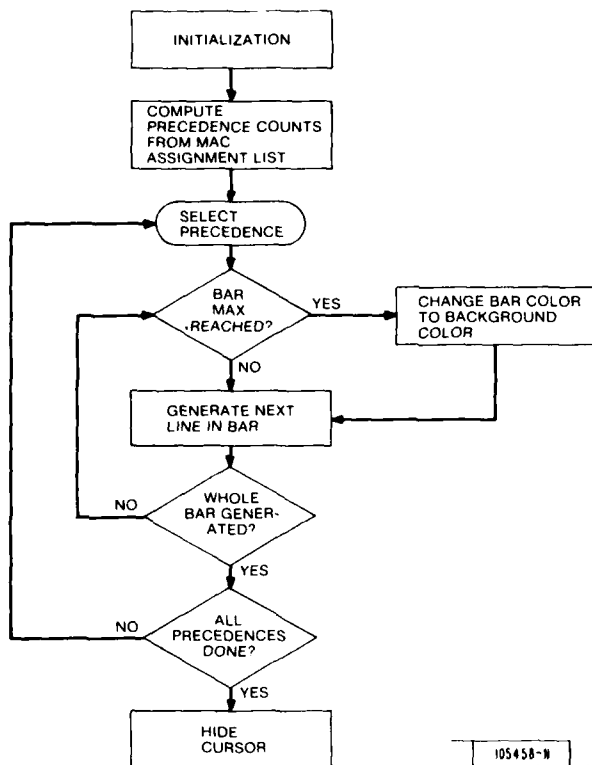 INITIALIZATION
COMPUTE
PRECEDENCE COUNTS
FROM MAC
ASSIGNMENT LIST
SELECT
PRECEDENCE
BAR
MAX
REACHED?
YES
CHANGE BAR COLOR
TO BACKGROUND
COLOR
NO
GENERATE NEXT
LINE IN BAR
NO
WHOLE
BAR GENER-
ATED?
YES
NO
ALL
PRECEDENCES
DONE?
YES
HIDE
CURSOR
105458-N